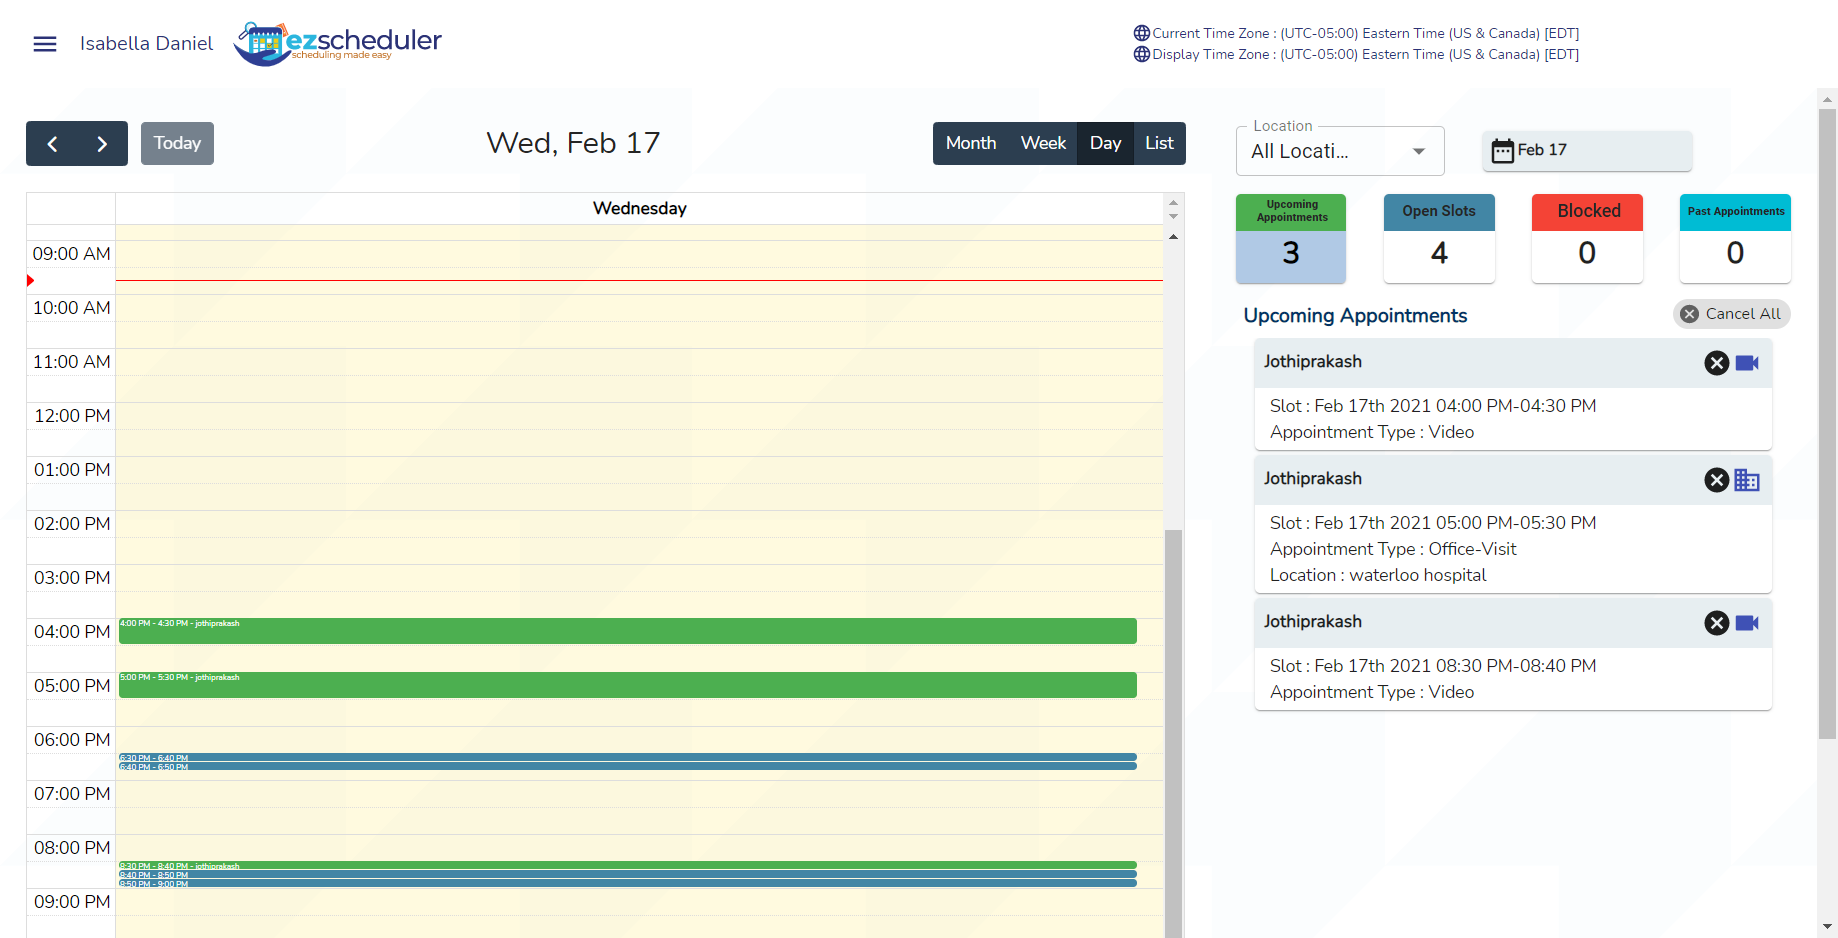 Isabella Daniel
ezscheduler
scheduling made easy
Current Time Zone : (UTC-05:00) Eastern Time (US & Canada) [EDT]
Display Time Zone : (UTC-05:00) Eastern Time (US & Canada) [EDT]
Today
Wed, Feb 17
Month Week Day List
Wednesday
09:00 AM
10:00 AM
11:00 AM
12:00 PM
01:00 PM
02:00 PM
03:00 PM
04:00 PM
4:00 PM - 4:30 PM - jothiprakash
05:00 PM
5:00 PM - 5:30 PM - jothiprakash
06:00 PM
6:30 PM - 6:40 PM
6:40 PM - 6:50 PM
07:00 PM
08:00 PM
8:30 PM - 8:40 PM - jothiprakash
8:40 PM - 8:50 PM
8:50 PM - 9:00 PM
09:00 PM
Location
All Locati...
Feb 17
Upcoming
Appointments
3
Open Slots
4
Blocked
0
Past Appointments
0
Upcoming Appointments
Cancel All
Jothiprakash
Slot : Feb 17th 2021 04:00 PM-04:30 PM
Appointment Type : Video
Jothiprakash
Slot : Feb 17th 2021 05:00 PM-05:30 PM
Appointment Type : Office-Visit
Location : waterloo hospital
Jothiprakash
Slot : Feb 17th 2021 08:30 PM-08:40 PM
Appointment Type : Video